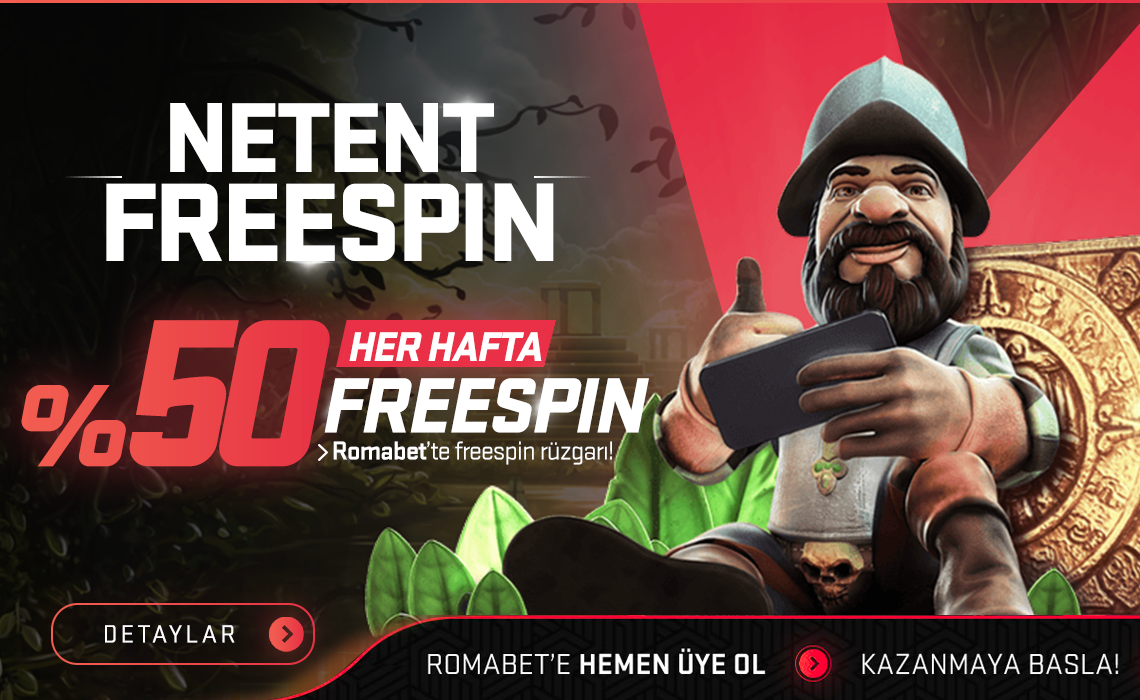 NETENT
FREESPIN
%50
HER HAFTA
FREESPIN
Romabet'te freespin rüzgarı!
DETAYLAR
ROMABET'E HEMEN ÜYE OL
KAZANMAYA BASLA!